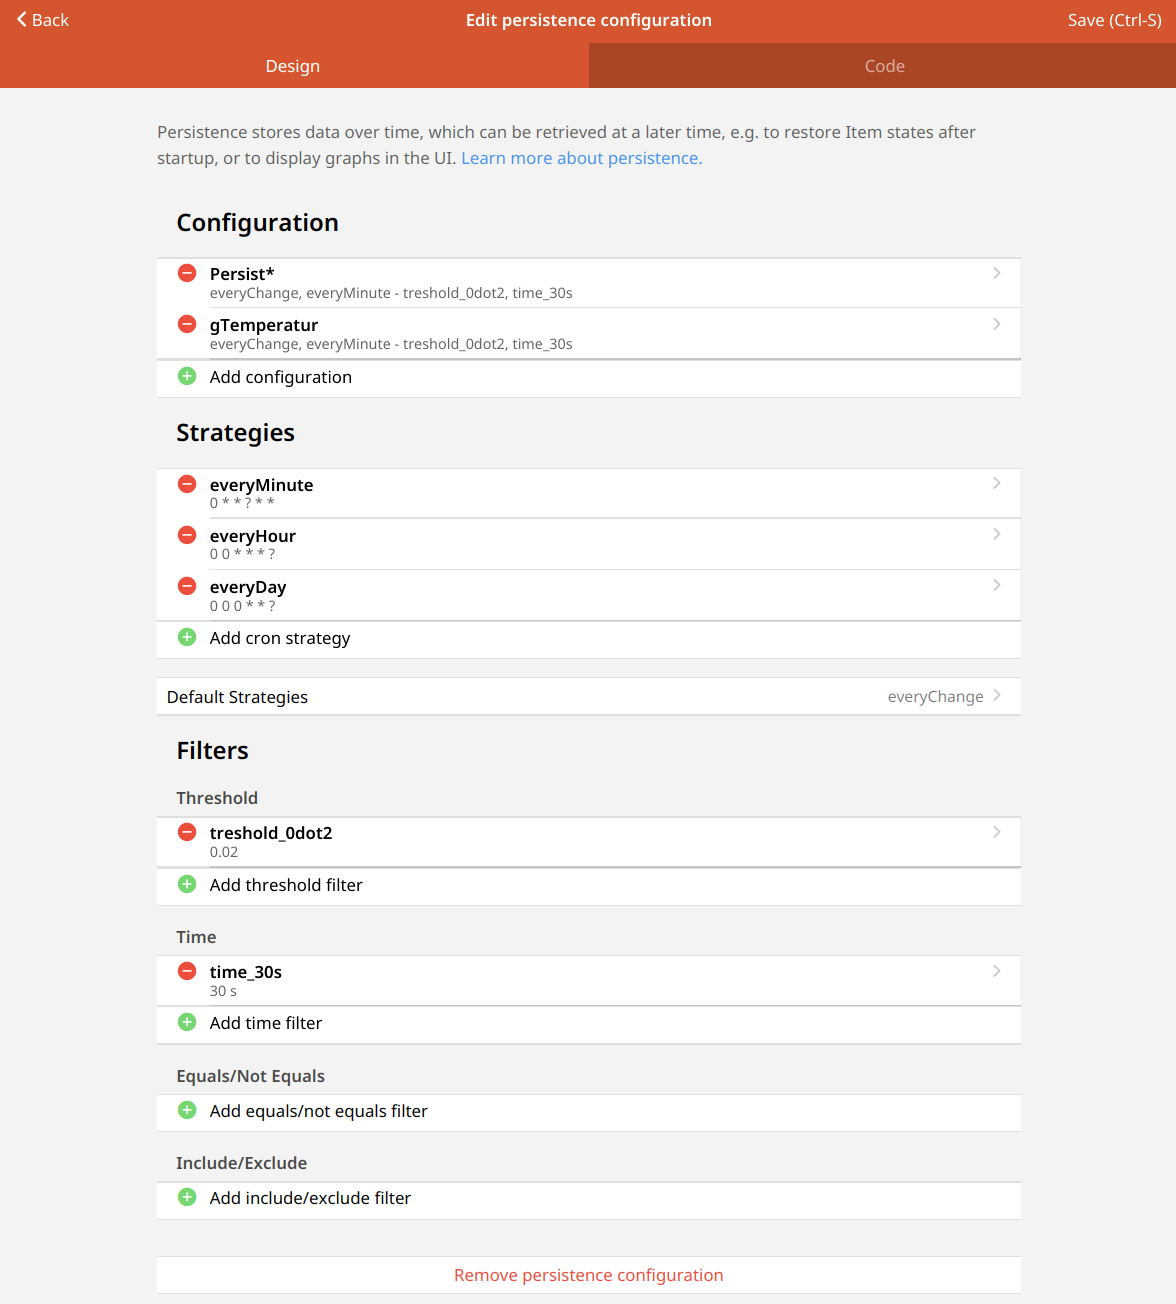 Back
Edit persistence configuration
Save (Ctrl-S)
Design
Code
Persistence stores data over time, which can be retrieved at a later time, e.g. to restore Item states after
startup, or to display graphs in the UI. Learn more about persistence.
Configuration
Persist*
everyChange, everyMinute - treshold_0dot2, time_30s
gTemperatur
everyChange, everyMinute - treshold_0dot2, time_30s
Add configuration
Strategies
everyMinute
0 * * ? * *
everyHour
0 0 * * * ?
everyDay
0 0 0 * * ?
Add cron strategy
Default Strategies
everyChange
Filters
Threshold
treshold_0dot2
0.02
Add threshold filter
Time
time_30s
30 s
Add time filter
Equals/Not Equals
Add equals/not equals filter
Include/Exclude
Add include/exclude filter
Remove persistence configuration